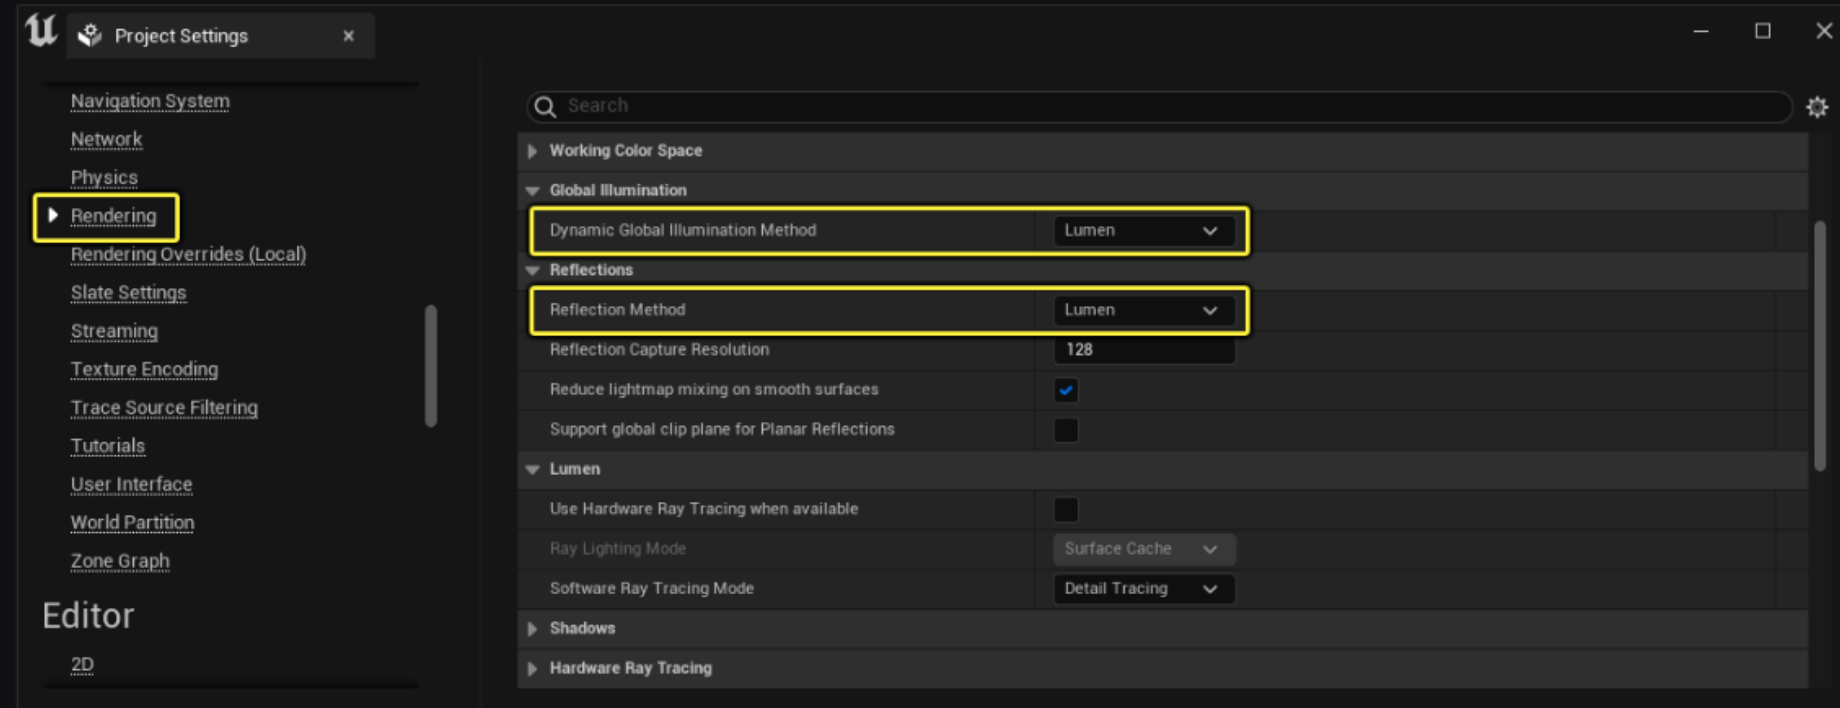 Project Settings
Navigation System
Network
Physics
Rendering
Rendering Overrides (Local)
Slate Settings
Streaming
Texture Encoding
Trace Source Filtering
Tutorials
User Interface
World Partition
Zone Graph
Editor
2D
Search
Working Color Space
Global Illumination
Dynamic Global Illumination Method Lumen
Reflections
Reflection Method Lumen
Reflection Capture Resolution 128
Reduce lightmap mixing on smooth surfaces
Support global clip plane for Planar Reflections
Lumen
Use Hardware Ray Tracing when available
Ray Lighting Mode Surface Cache
Software Ray Tracing Mode Detail Tracing
Shadows
Hardware Ray Tracing